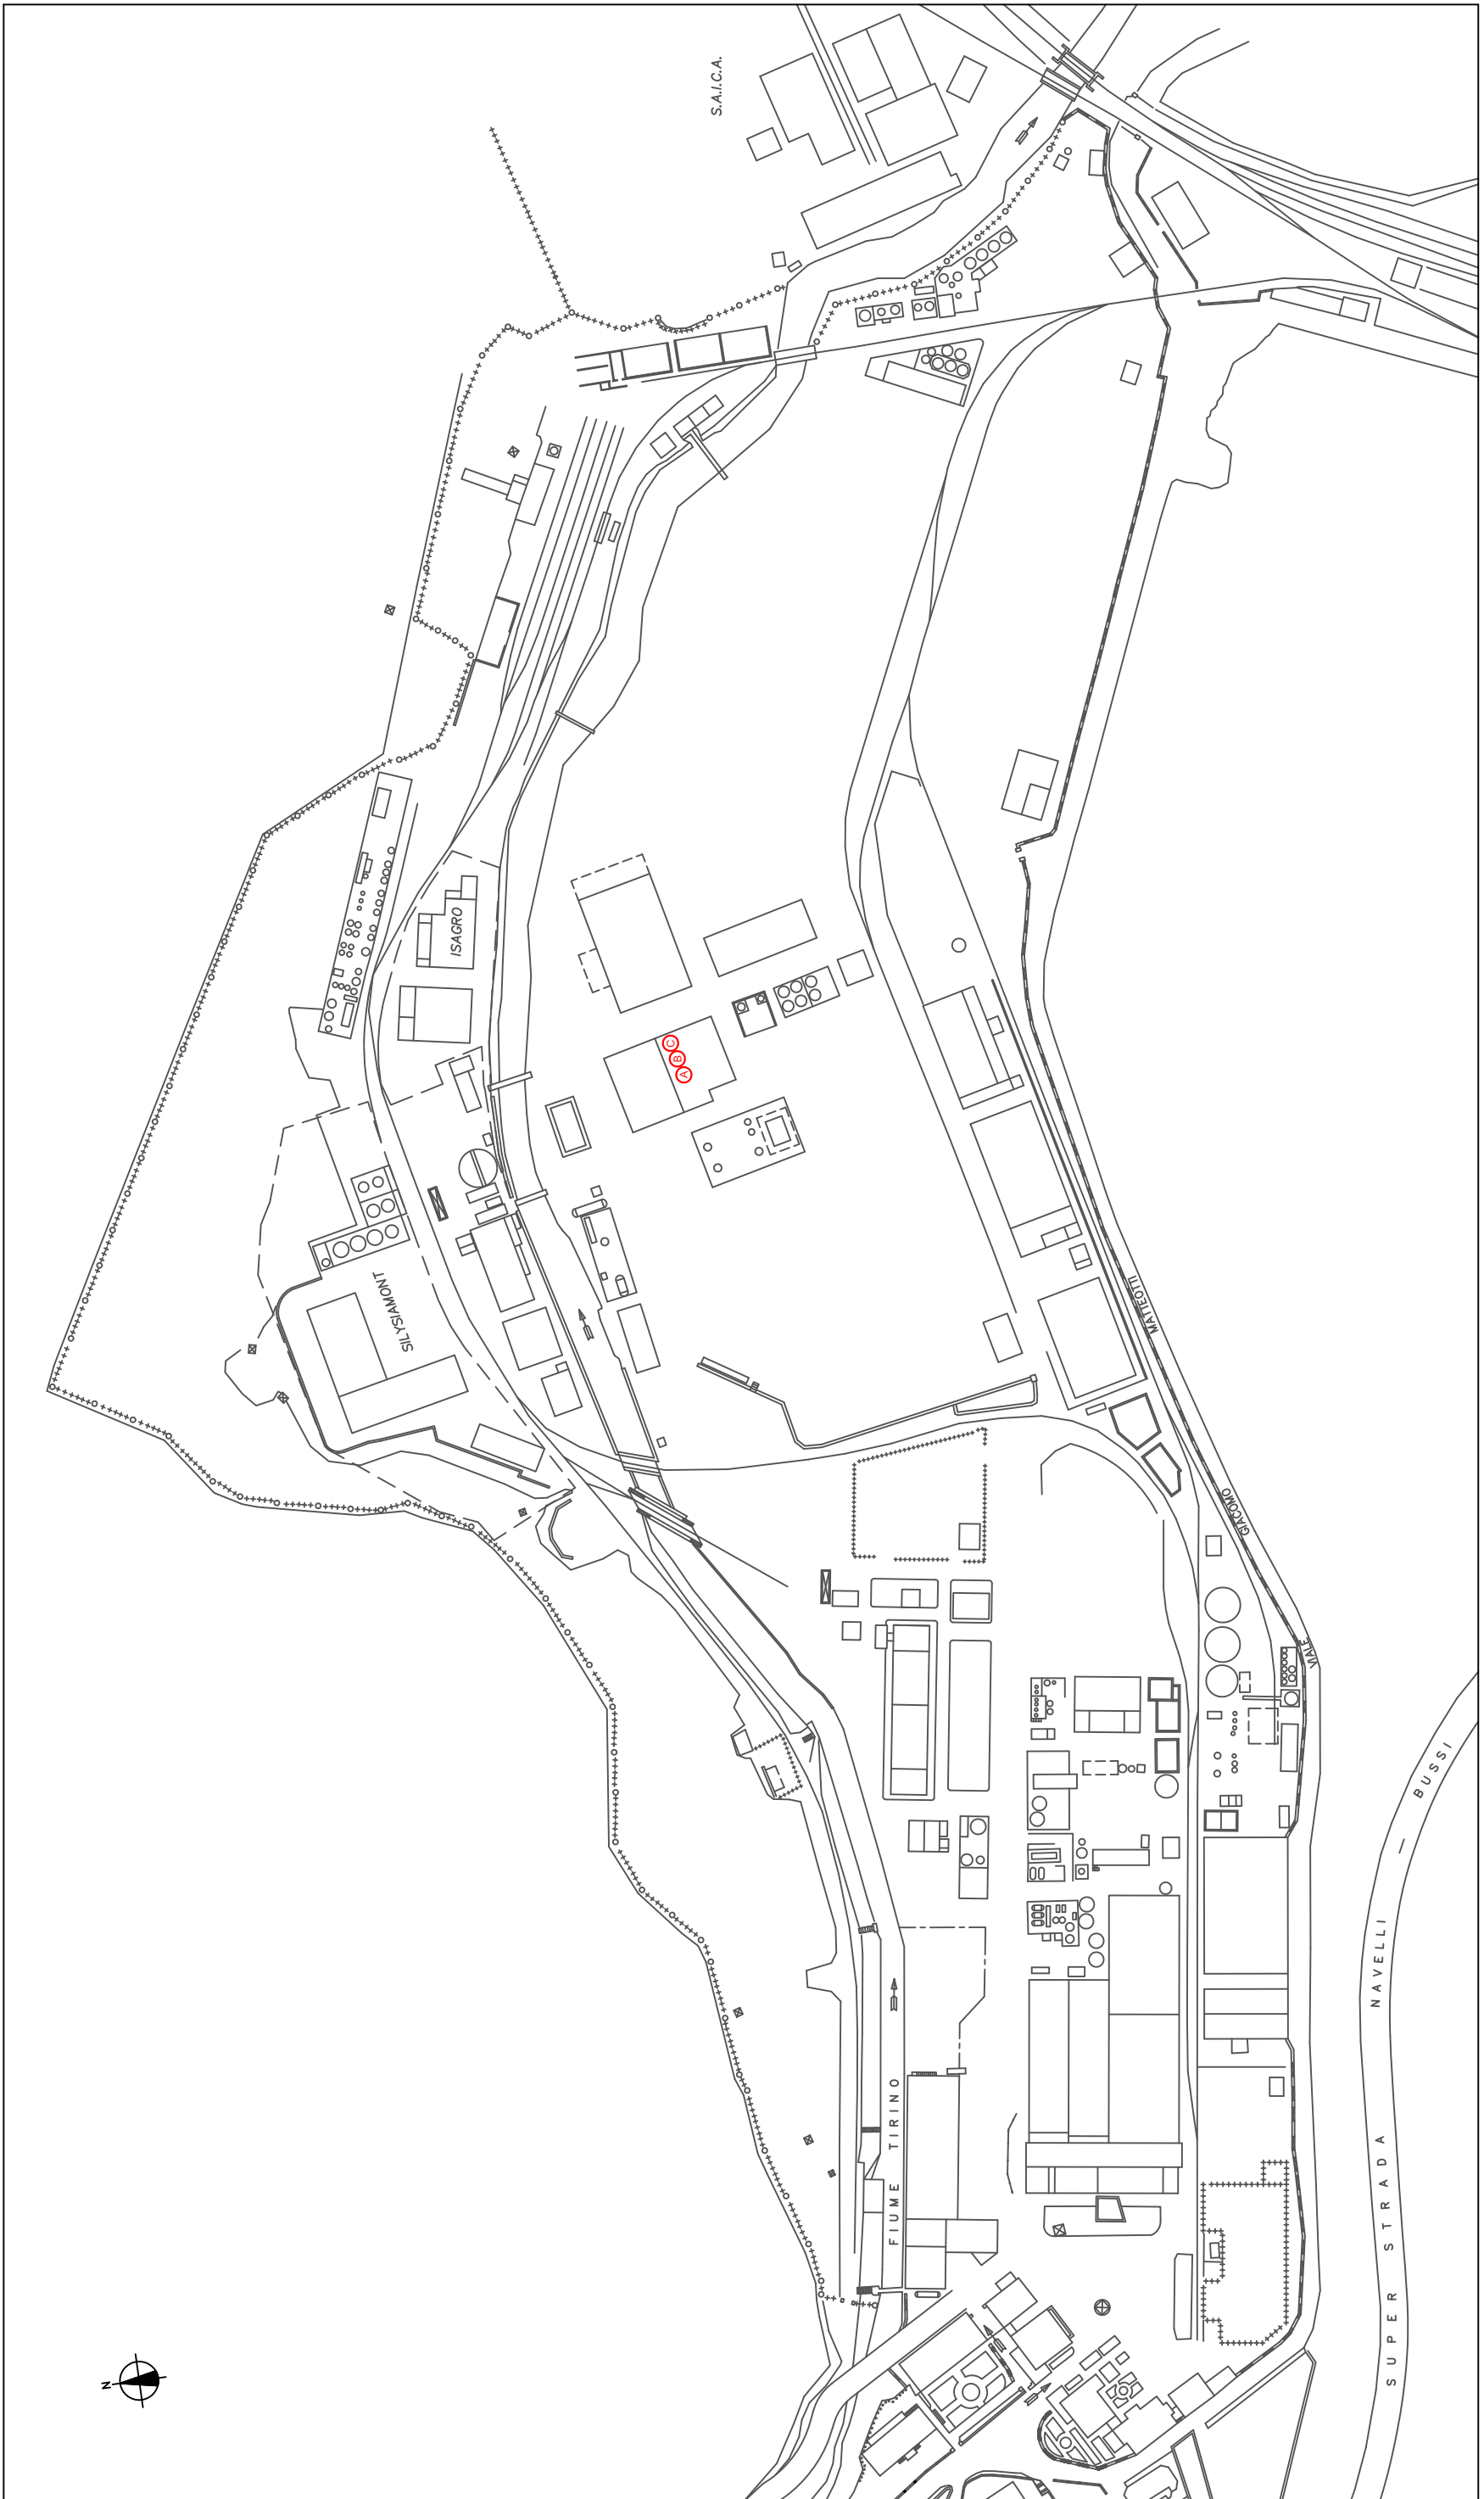 S.A.I.C.A.
ISAGRO
C
B
A
SILYSIAMONT
VIALE GIACOMO MATTEOTTI
FIUME TIRINO
SUPER STRADA NAVELLI — BUSSI
N